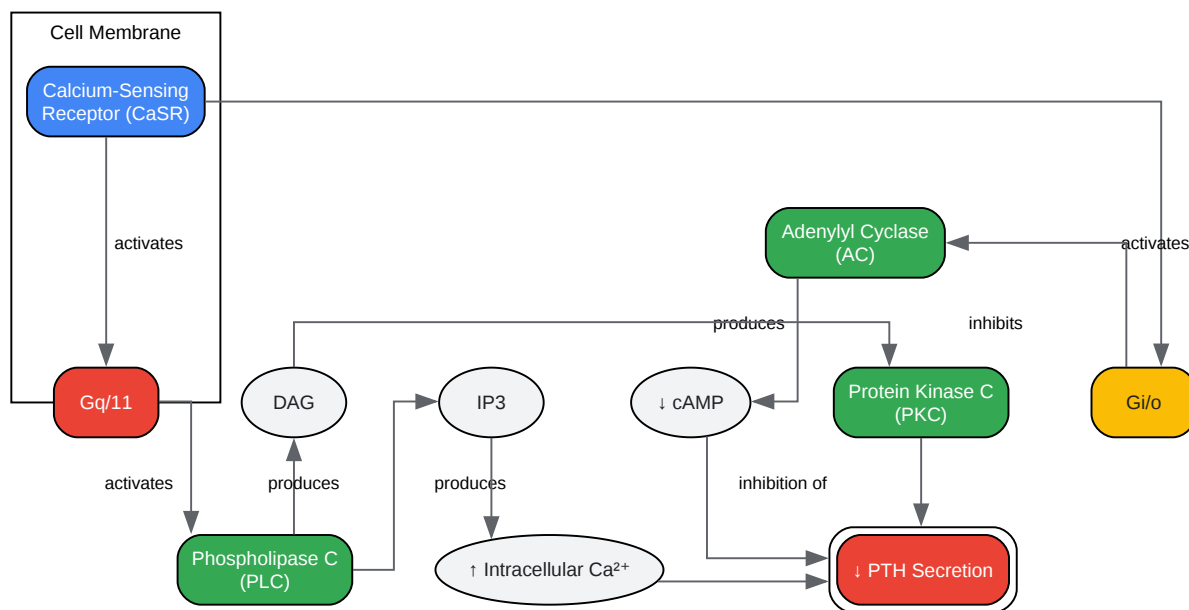 Cell Membrane
Calcium-Sensing
Receptor (CaSR)
activates
Adenylyl Cyclase
(AC)
activates
produces
inhibits
Gq/11
DAG
IP3
↓ cAMP
Protein Kinase C
(PKC)
Gi/o
activates
produces
produces
inhibition of
Phospholipase C
(PLC)
↑ Intracellular Ca²⁺
↓ PTH Secretion